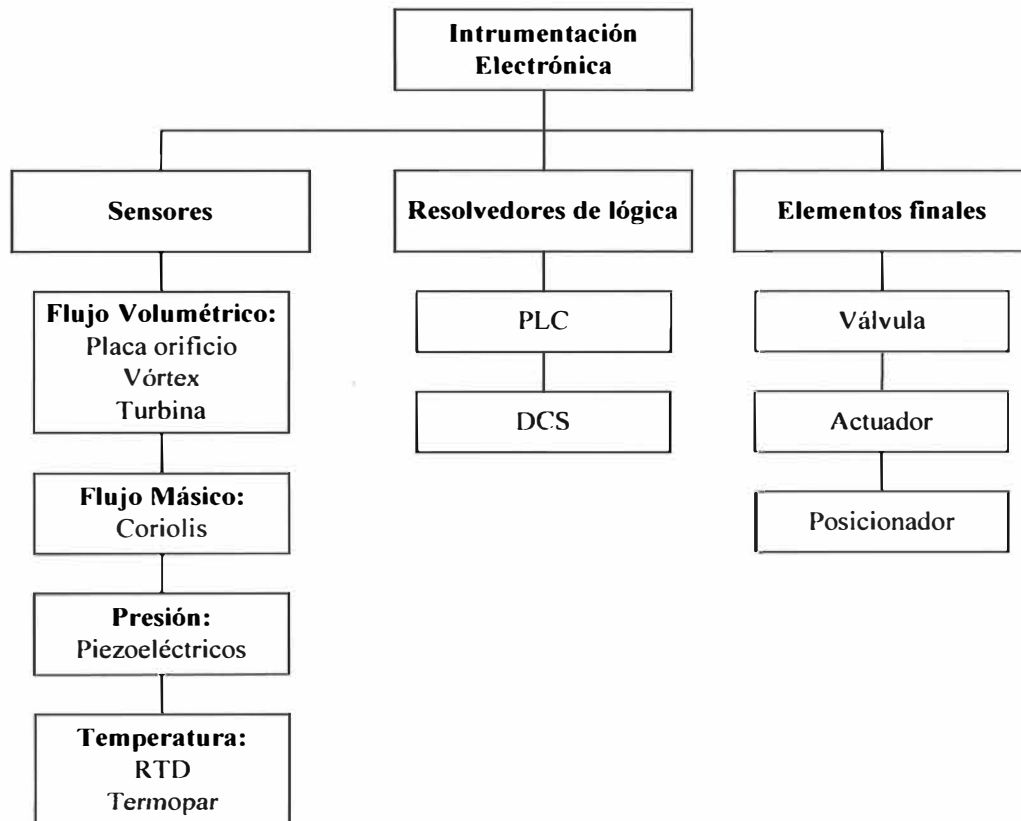 Intrumentación
Electrónica
Sensores
Resolvedores de lógica
Elementos finales
Flujo Volumétrico:
Placa orificio
Vórtex
Turbina
PLC
Válvula
DCS
Actuador
Flujo Másico:
Coriolis
Posicionador
Presión:
Piezoeléctricos
Temperatura:
RTD
Termopar